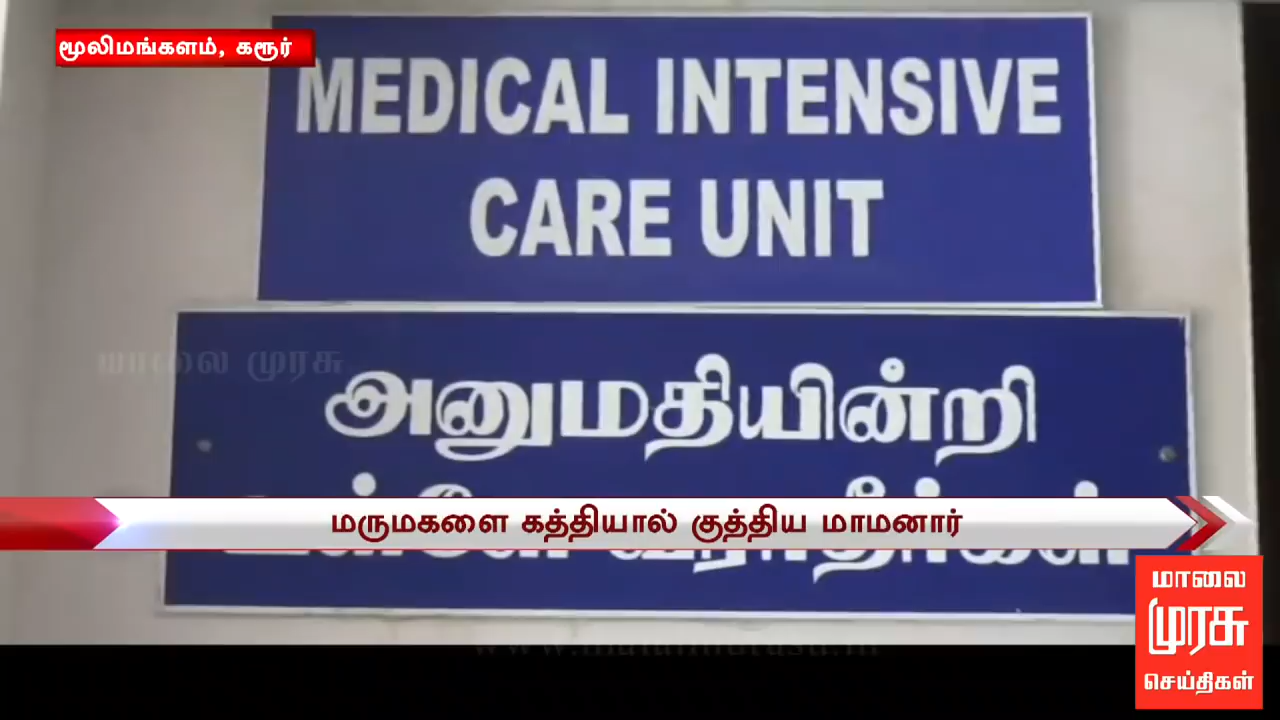 மூலிமங்களம், கரூர்
MEDICAL INTENSIVE
CARE UNIT
மாலை முரசு
அனுமதியின்றி
மருமகளை கத்தியால் குத்திய மாமனார்
மாலை
முரசு
செய்திகள்